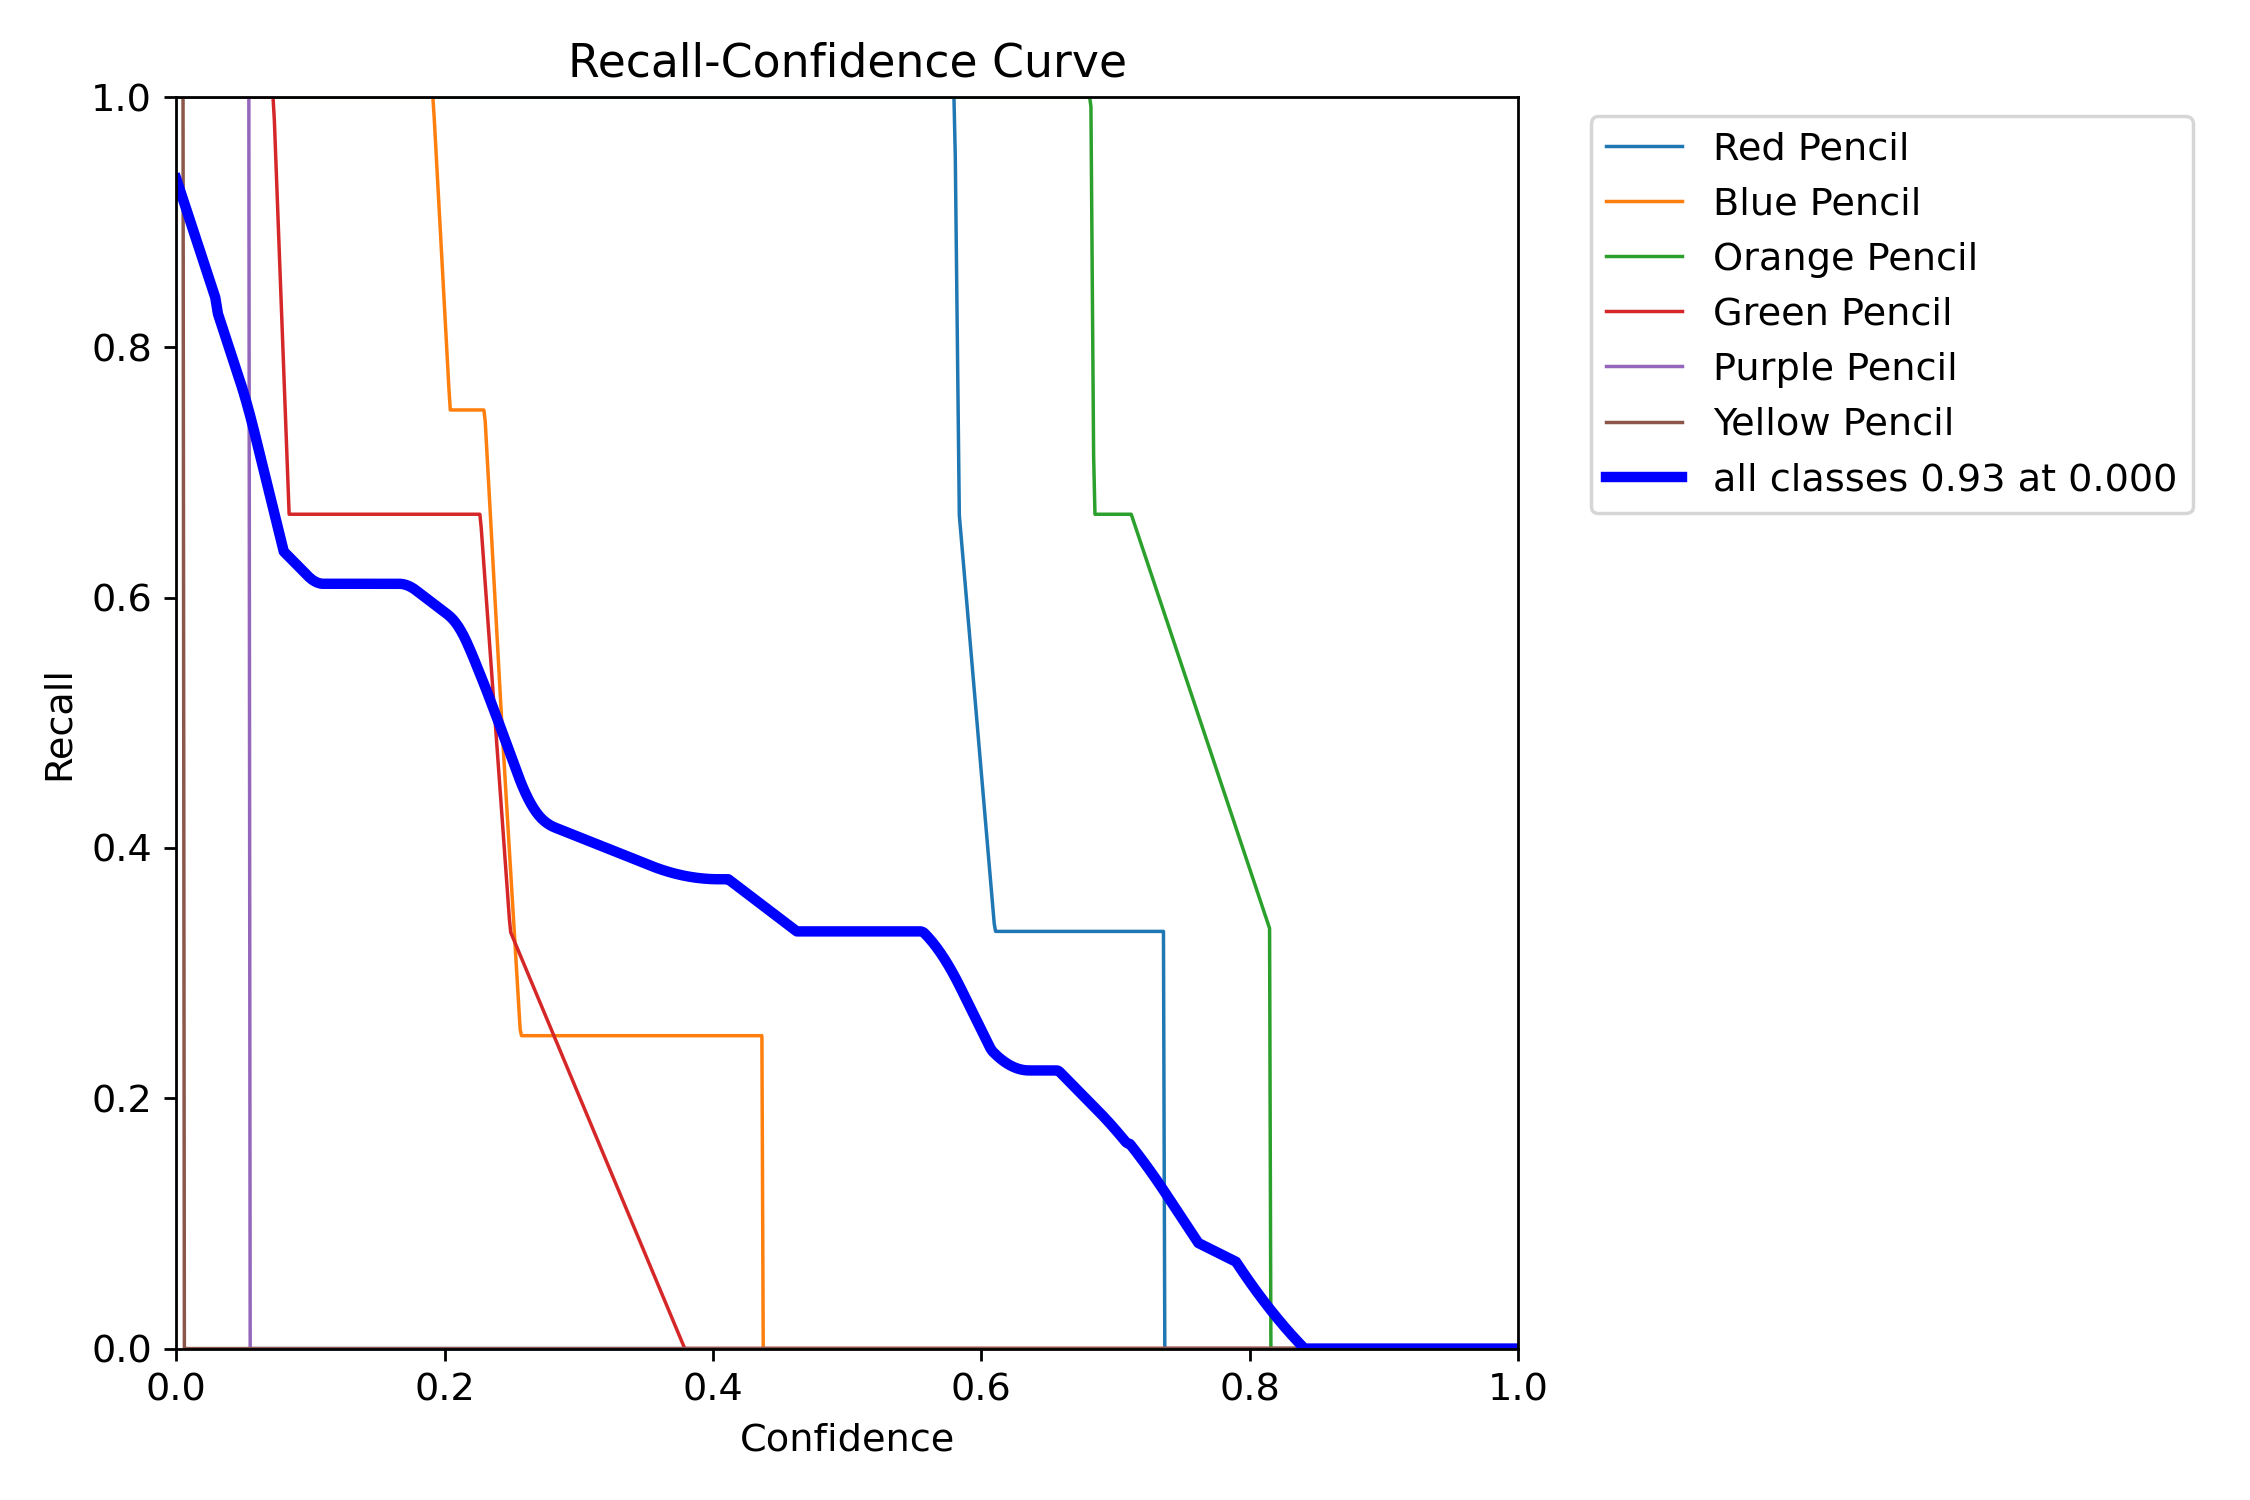 Recall-Confidence Curve
1.0
0.8
0.6
0.4
0.2
0.0
Recall
0.0 0.2 0.4 0.6 0.8 1.0
Confidence
Red Pencil
Blue Pencil
Orange Pencil
Green Pencil
Purple Pencil
Yellow Pencil
all classes 0.93 at 0.000